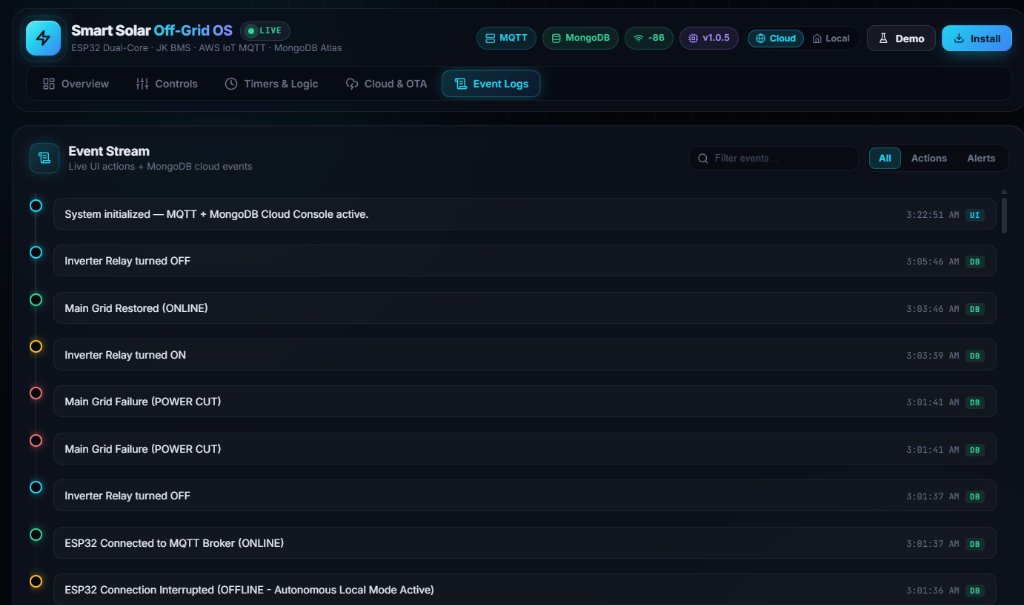 Smart Solar Off-Grid OS LIVE
ESP32 Dual-Core · JK BMS · AWS IoT MQTT · MongoDB Atlas
MQTT MongoDB -86 v1.0.5 Cloud Local Demo Install
Overview Controls Timers & Logic Cloud & OTA Event Logs
Event Stream
Live UI actions + MongoDB cloud events
Filter events... All Actions Alerts
System initialized — MQTT + MongoDB Cloud Console active. 3:22:51 AM UI
Inverter Relay turned OFF 3:05:46 AM DB
Main Grid Restored (ONLINE) 3:03:46 AM DB
Inverter Relay turned ON 3:03:39 AM DB
Main Grid Failure (POWER CUT) 3:01:41 AM DB
Main Grid Failure (POWER CUT) 3:01:41 AM DB
Inverter Relay turned OFF 3:01:37 AM DB
ESP32 Connected to MQTT Broker (ONLINE) 3:01:37 AM DB
ESP32 Connection Interrupted (OFFLINE - Autonomous Local Mode Active) 3:01:36 AM DB